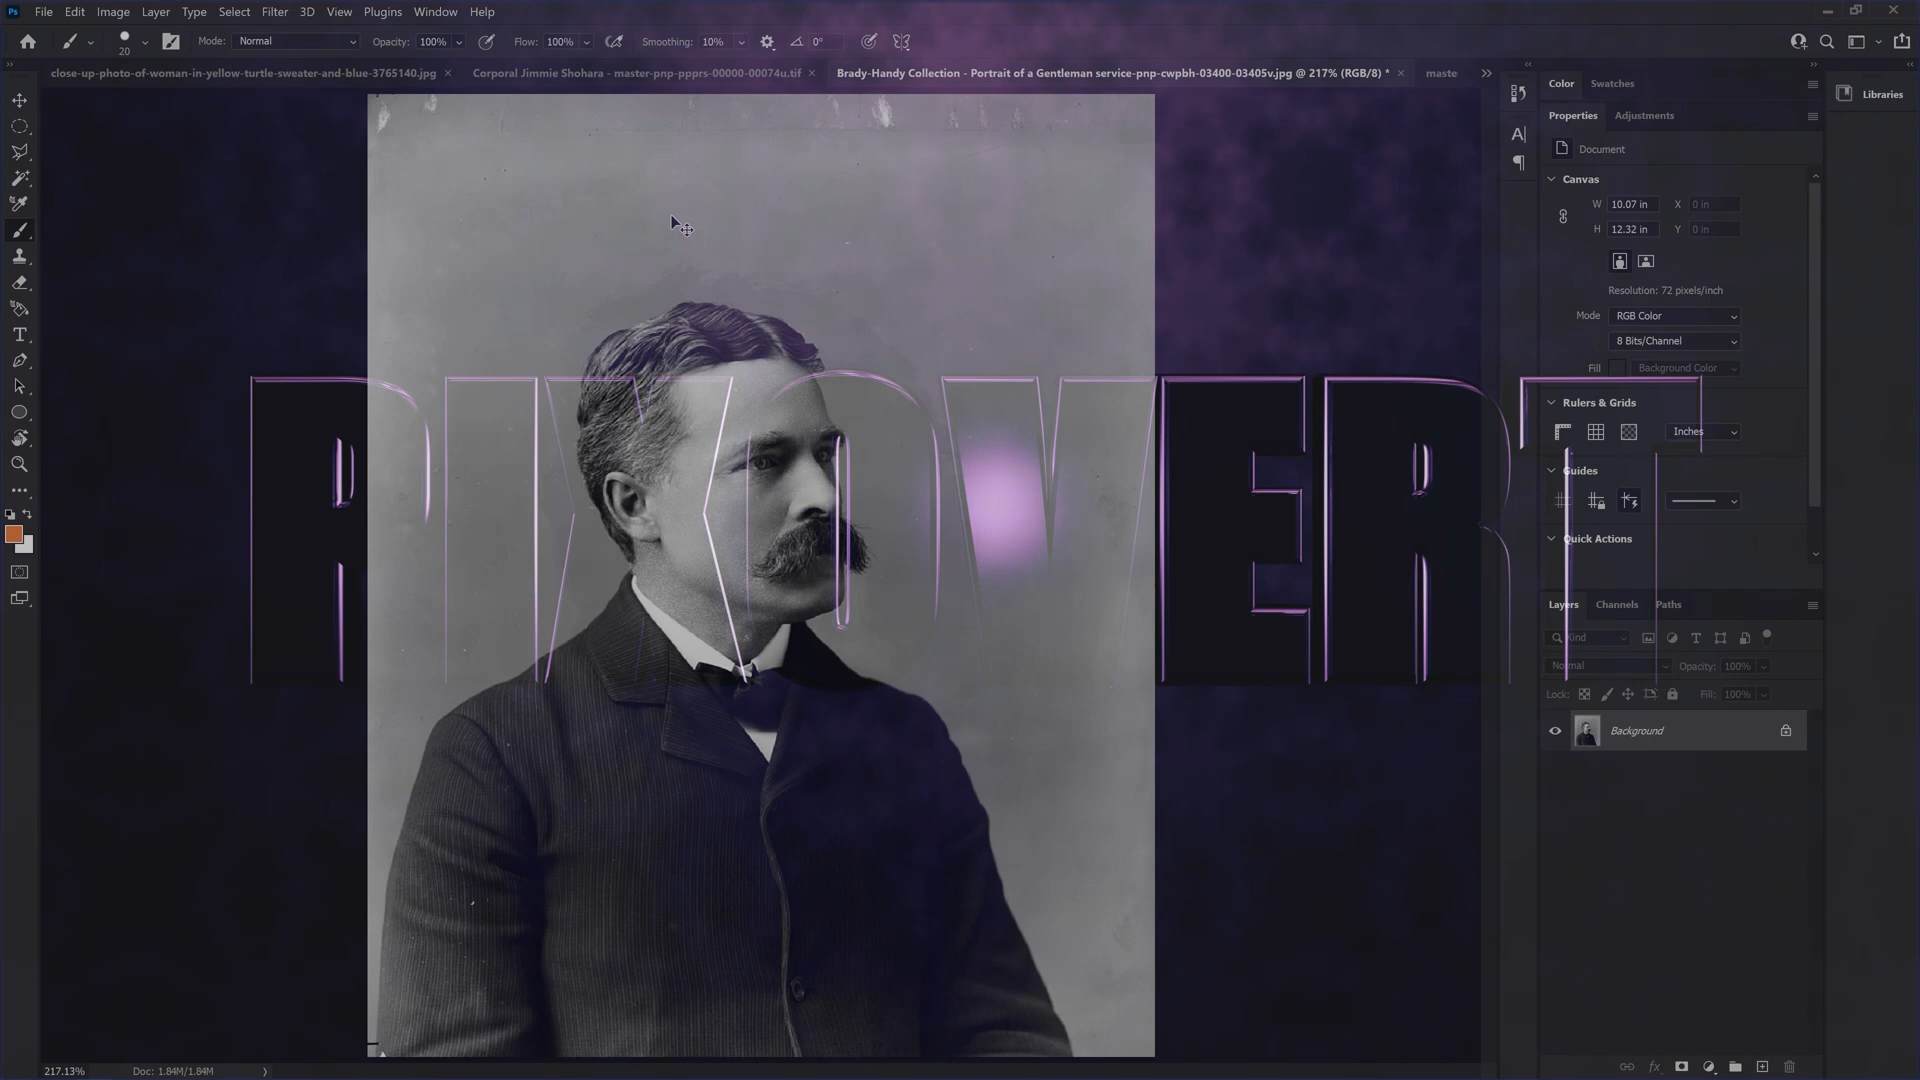 Ps File Edit Image Layer Type Select Filter 3D View Plugins Window Help
20 Mode: Normal Opacity: 100% Flow: 100% Smoothing: 10% 0°
close-up-photo-of-woman-in-yellow-turtle-sweater-and-blue-3765140.jpg × Corporal Jimmie Shohara - master-pnp-ppprs-00000-00074u.tif × Brady-Handy Collection - Portrait of a Gentleman service-pnp-cwpbh-03400-03405v.jpg @ 217% (RGB/8) * × maste
Color Swatches
Libraries
Properties Adjustments
Document
Canvas
W 10.07 in X 0 in
H 12.32 in Y 0 in
Resolution: 72 pixels/inch
Mode RGB Color
8 Bits/Channel
Fill Background Color
Rulers & Grids
Inches
Guides
Quick Actions
PIXOVERT
Layers Channels Paths
Kind
Normal Opacity: 100%
Lock: Fill: 100%
Background
217.13% Doc: 1.84M/1.84M